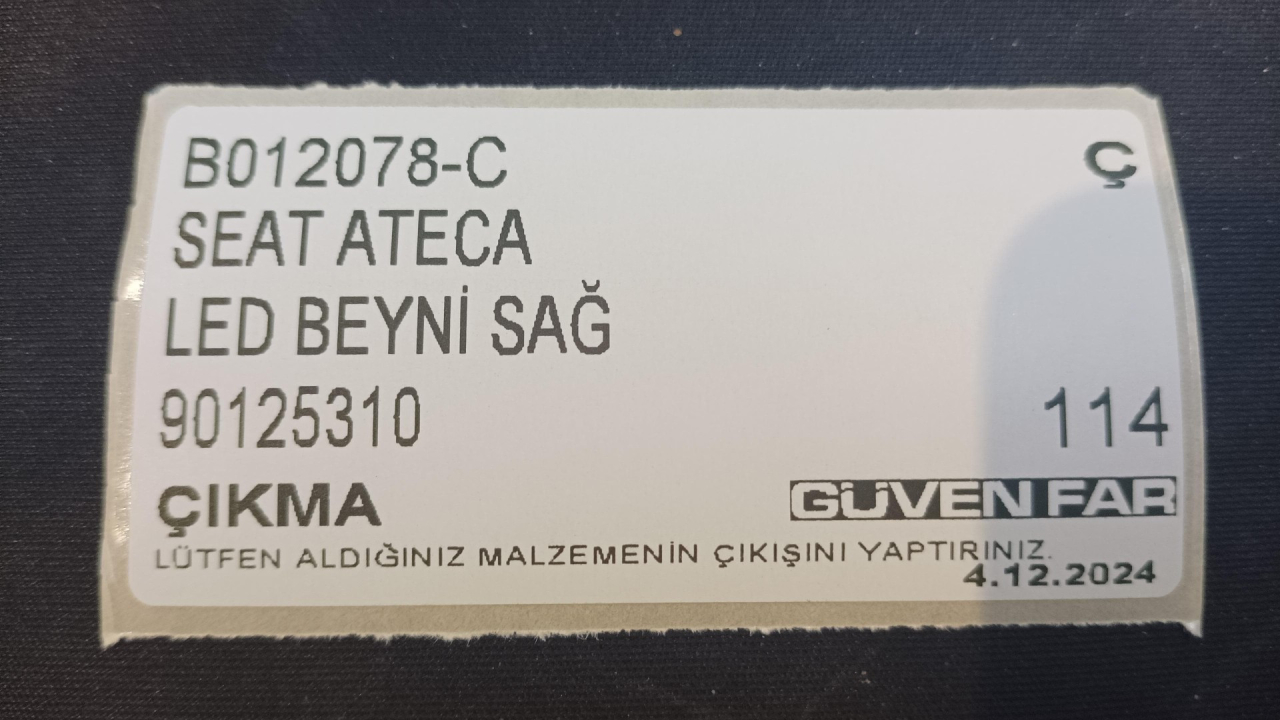 B012078-C Ç
SEAT ATECA
LED BEYNİ SAĞ
90125310 114
ÇIKMA GÜVEN FAR
LÜTFEN ALDIĞINIZ MALZEMENİN ÇIKIŞINI YAPTIRINIZ.
4.12.2024